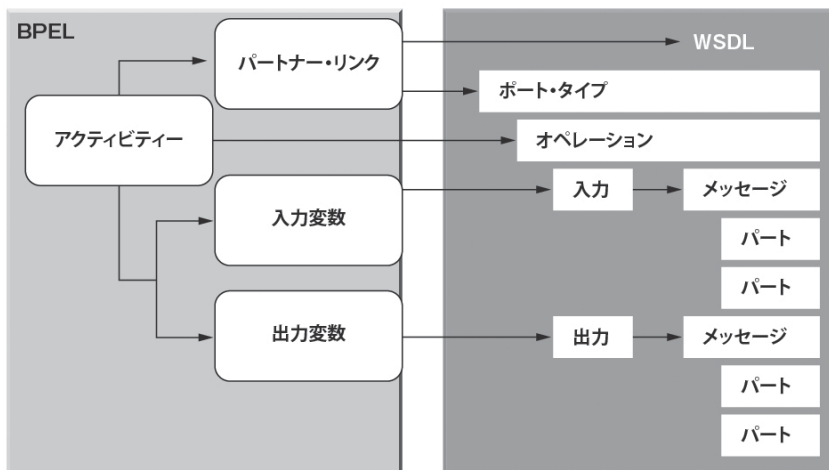 BPEL
パートナー・リンク
アクティビティー
入力変数
出力変数
WSDL
ポート・タイプ
オペレーション
入力
メッセージ
パート
パート
出力
メッセージ
パート
パート